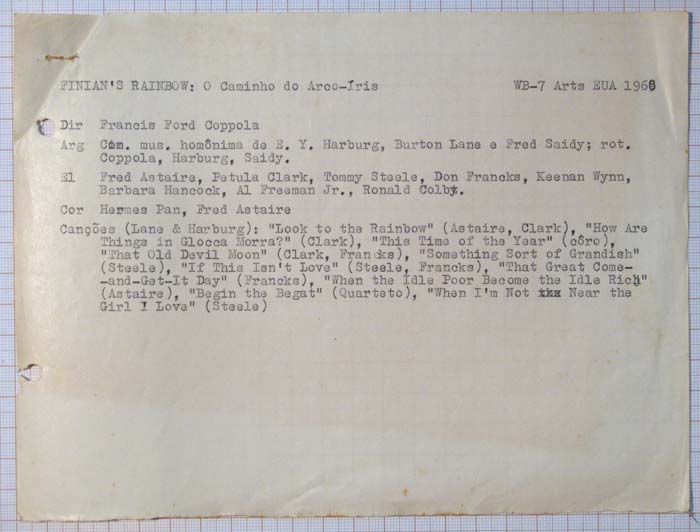 FINIAN'S RAINBOW: O Caminho do Arco-Íris WB-7 Arts EUA 1968
Dir Francis Ford Coppola
Arg Com. mus. homônima de E. Y. Harburg, Burton Lane e Fred Saidy; rot.
Coppola, Harburg, Saidy.
El Fred Astaire, Petula Clark, Tommy Steele, Don Francks, Keenan Wynn,
Barbara Hancock, Al Freeman Jr., Ronald Colby.
Cor Hermes Pan, Fred Astaire
Canções (Lane & Harburg): "Look to the Rainbow" (Astaire, Clark), "How Are
Things in Glocca Morra?" (Clark), "This Time of the Year" (côro),
"That Old Devil Moon" (Clark, Francks), "Something Sort of Grandish"
(Steele), "If This Isn't Love" (Steele, Francks), "That Great Come-
-and-Get-It Day" (Francks), "When the Idle Poor Become the Idle Rich"
(Astaire), "Begin the Begat" (Quarteto), "When I'm Not Near the
Girl I Love" (Steele)